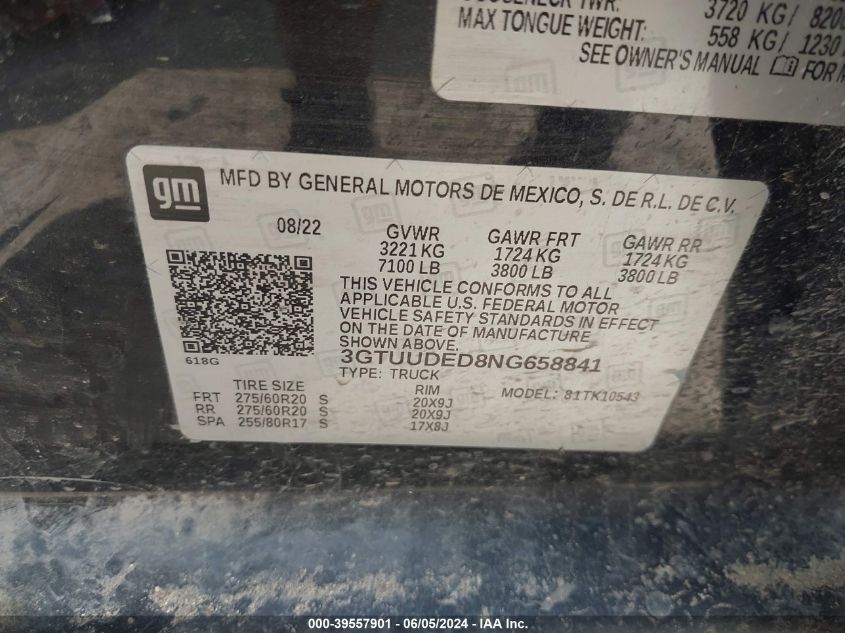 3720 KG/
MAX TONGUE WEIGHT: 558 KG/ 1230
SEE OWNER'S MANUAL FOR
gm
gm MFD BY GENERAL MOTORS DE MEXICO, S. DE R.L. DE C.V.
08/22 GVWR GAWR FRT GAWR RR
3221 KG 1724 KG 1724 KG
7100 LB 3800 LB 3800 LB
THIS VEHICLE CONFORMS TO ALL
APPLICABLE U.S. FEDERAL MOTOR
VEHICLE SAFETY STANDARDS IN EFFECT
ON THE DATE OF MANUFACTURE
SHOWN ABOVE.
618G 3GTUUDED8NG658841
TYPE: TRUCK
TIRE SIZE RIM MODEL: 81TK10543
FRT 275/60R20 S 20X9J
RR 275/60R20 S 20X9J
SPA 255/80R17 S 17X8J
000-39557901 - 06/05/2024 - IAA Inc.